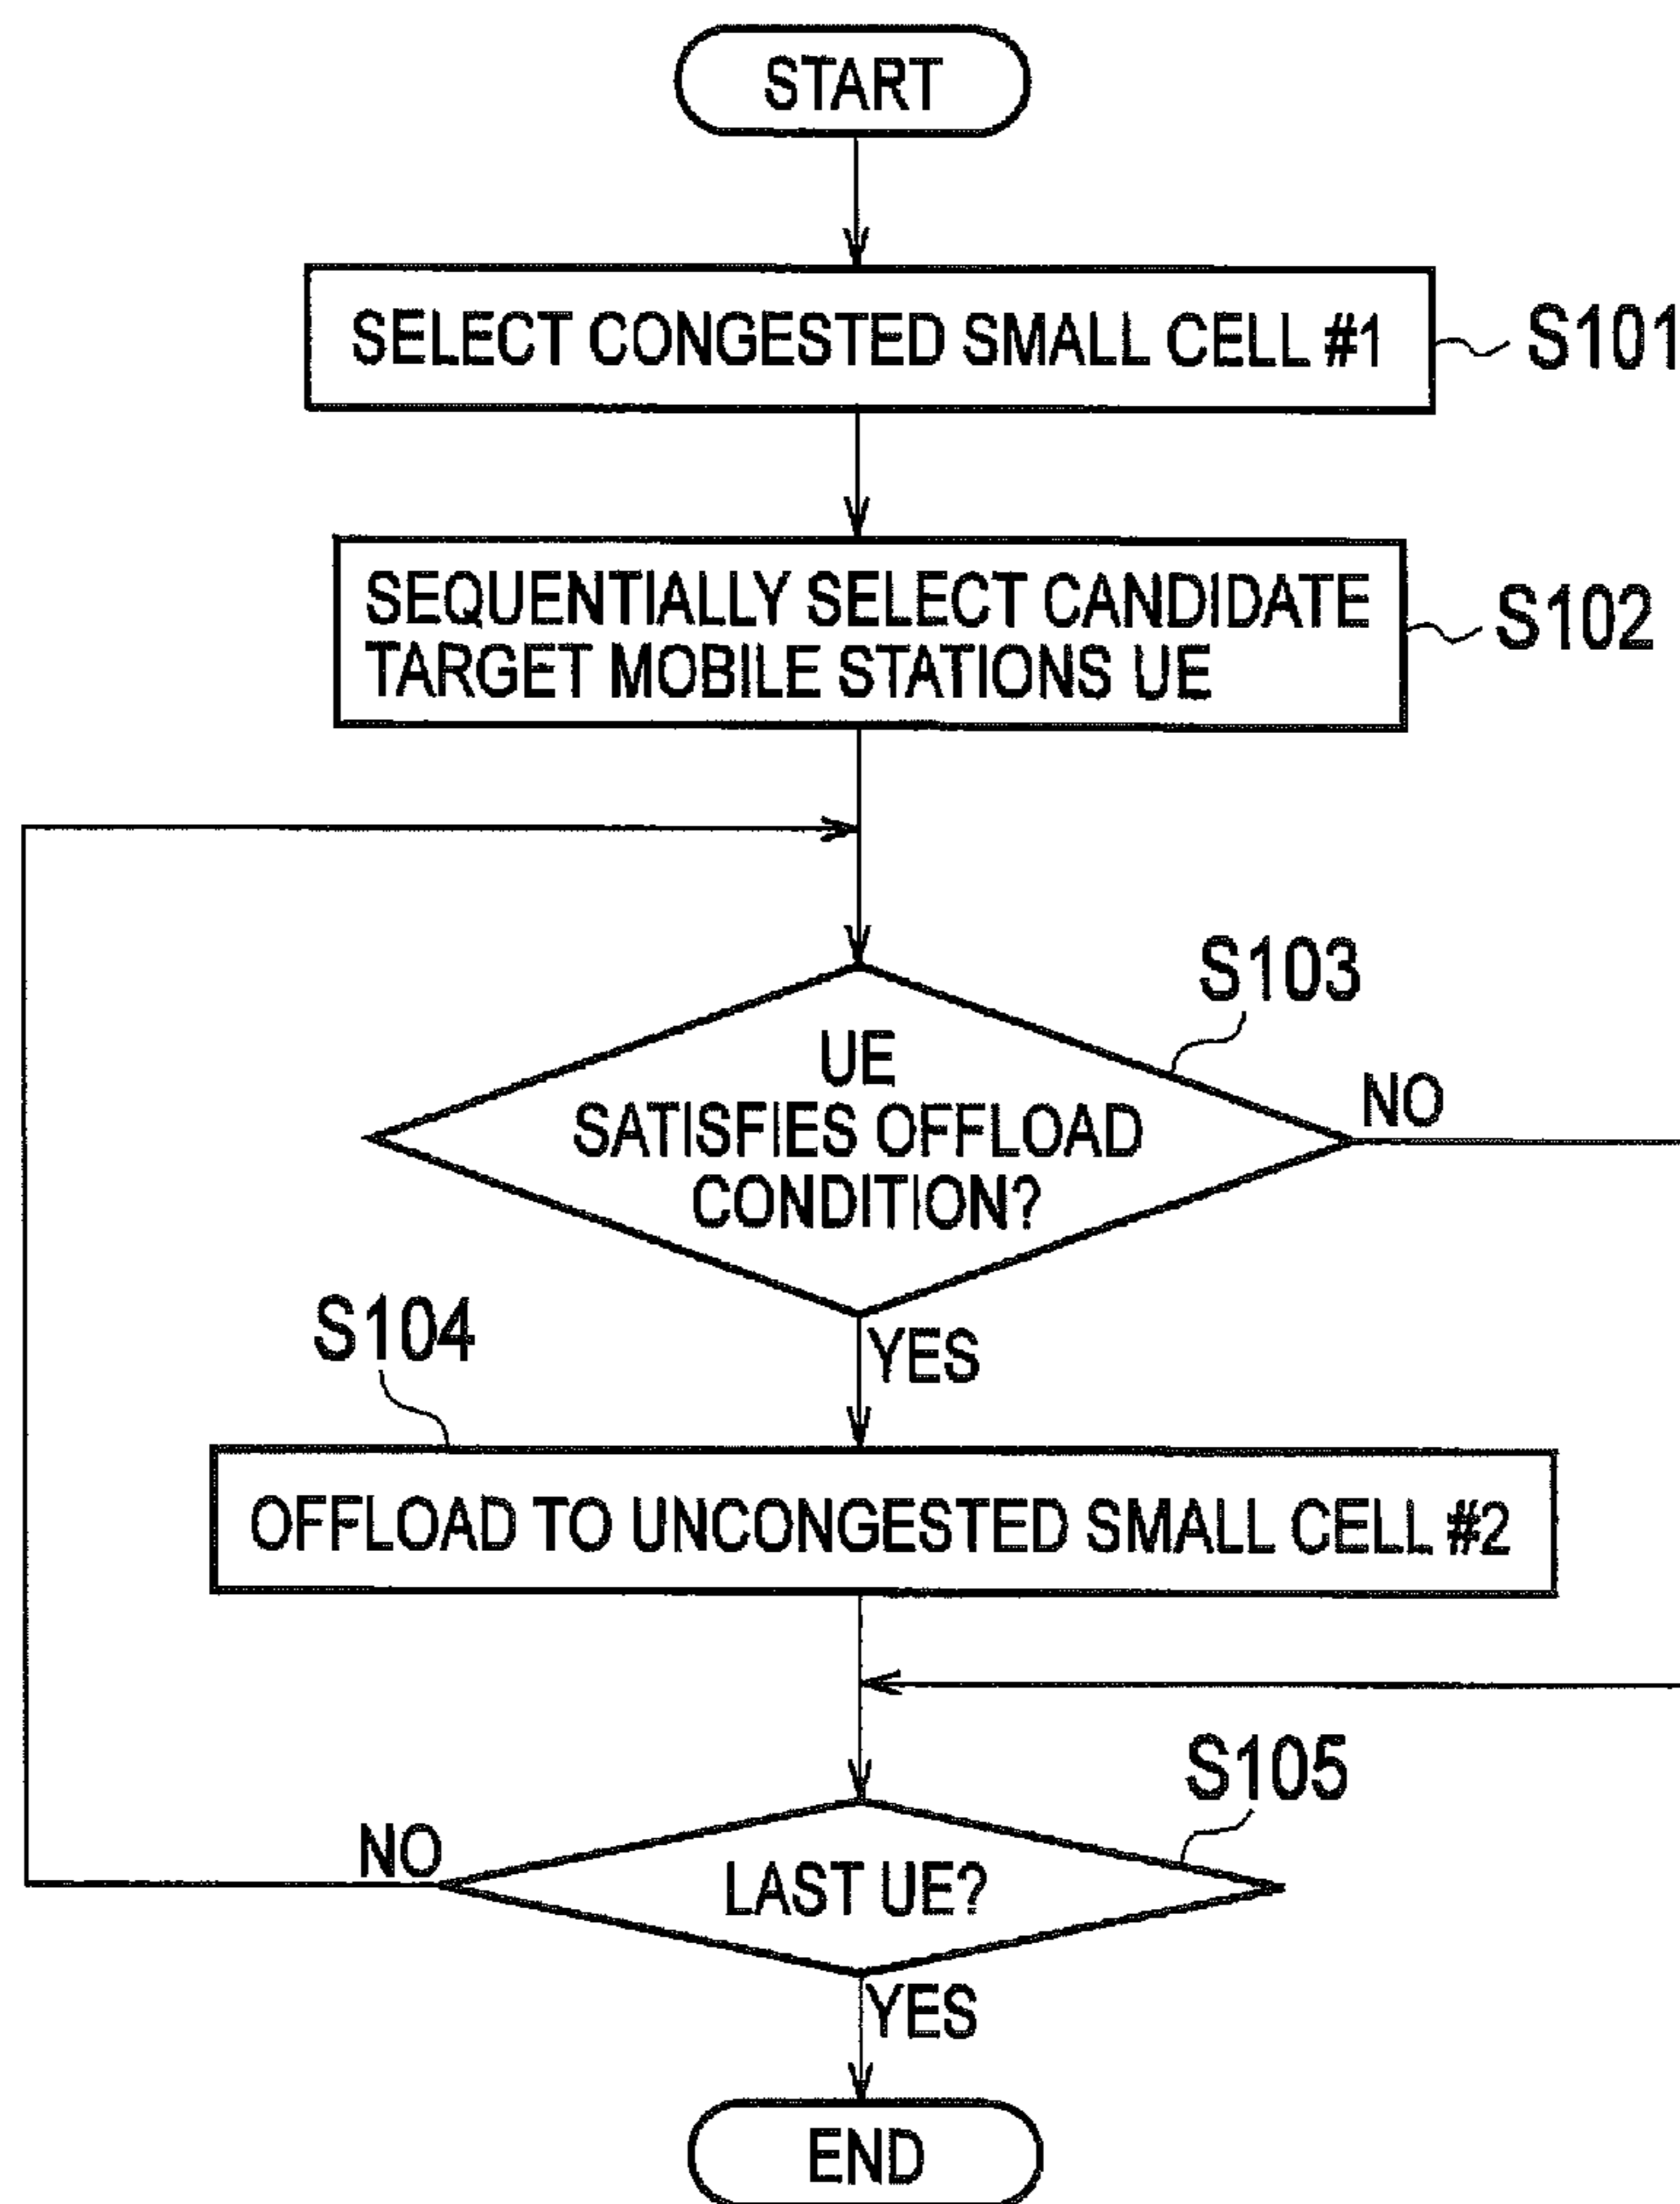 START
SELECT CONGESTED SMALL CELL #1
S101
SEQUENTIALLY SELECT CANDIDATE
TARGET MOBILE STATIONS UE
S102
S103
UE
SATISFIES OFFLOAD
CONDITION?
NO
S104
YES
OFFLOAD TO UNCONGESTED SMALL CELL #2
S105
NO
LAST UE?
YES
END